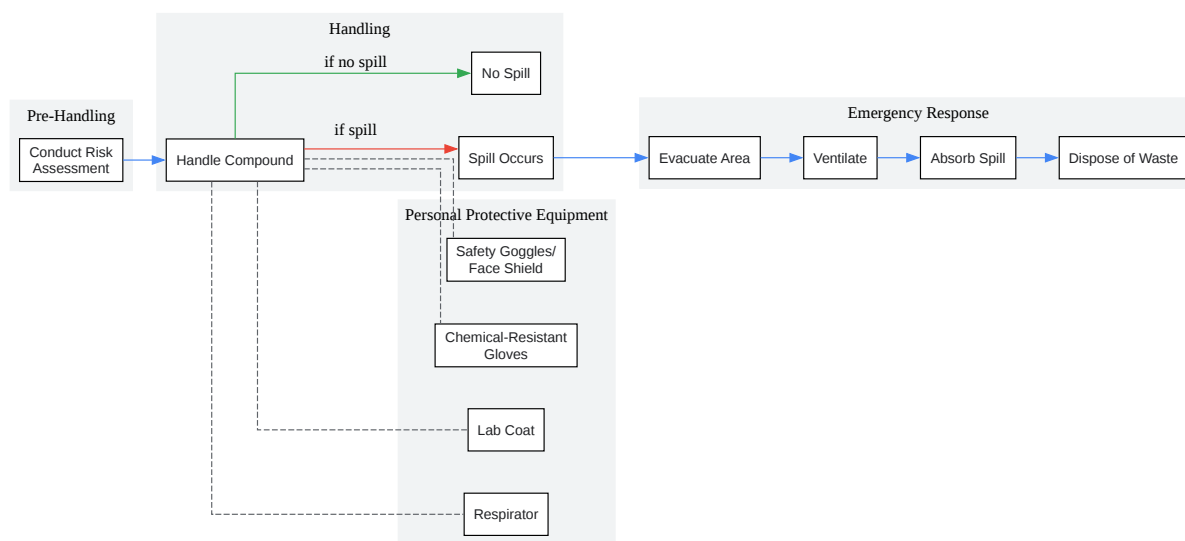 Handling
if no spill
No Spill
Pre-Handling
Conduct Risk
Assessment
Handle Compound
if spill
Spill Occurs
Emergency Response
Evacuate Area
Ventilate
Absorb Spill
Dispose of Waste
Personal Protective Equipment
Safety Goggles/
Face Shield
Chemical-Resistant
Gloves
Lab Coat
Respirator